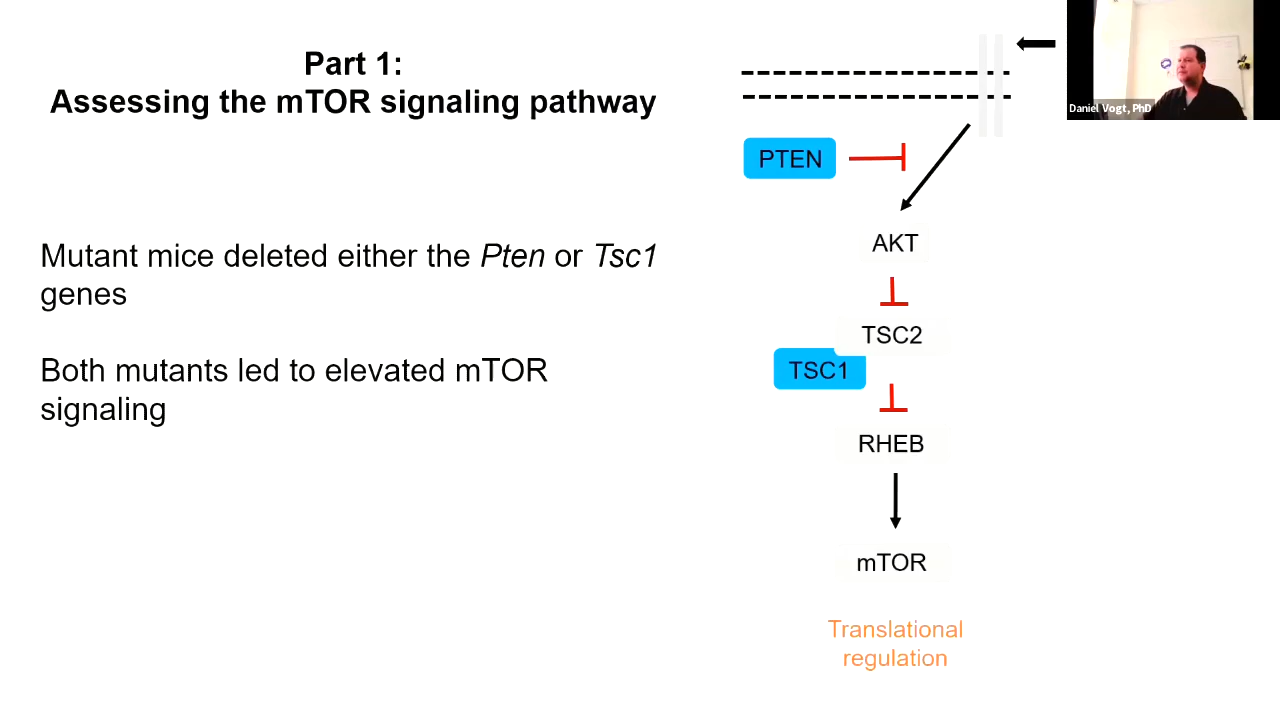 Part 1:
Assessing the mTOR signaling pathway
Mutant mice deleted either the Pten or Tsc1
genes
Both mutants led to elevated mTOR
signaling
Daniel Vogt, PhD
PTEN
AKT
TSC2
TSC1
RHEB
mTOR
Translational
regulation